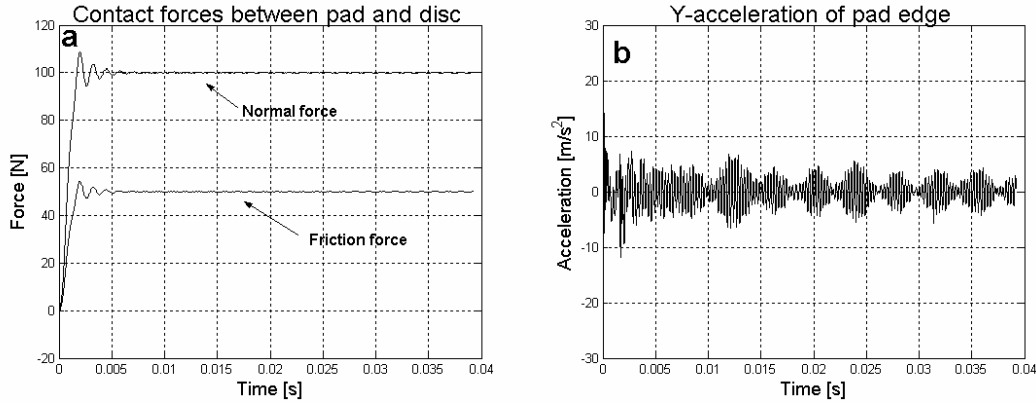 Contact forces between pad and disc
a
120
100
80
60
40
20
0
-20
Force [N]
Normal force
Friction force
0 0.005 0.01 0.015 0.02 0.025 0.03 0.035 0.04
Time [s]
Y-acceleration of pad edge
b
30
20
10
0
-10
-20
-30
Acceleration [m/s²]
0 0.005 0.01 0.015 0.02 0.025 0.03 0.035 0.04
Time [s]